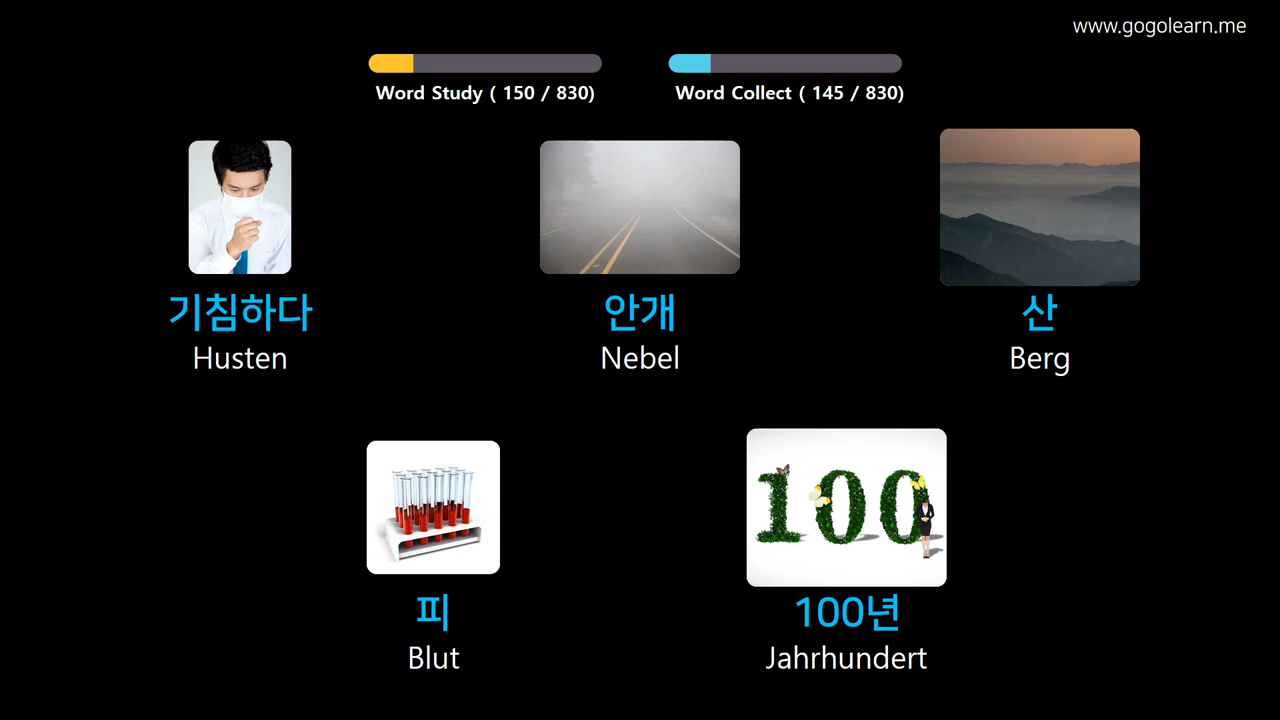 www.gogolearn.me
Word Study ( 150 / 830)
Word Collect ( 145 / 830)
기침하다
Husten
안개
Nebel
산
Berg
피
Blut
100
100년
Jahrhundert